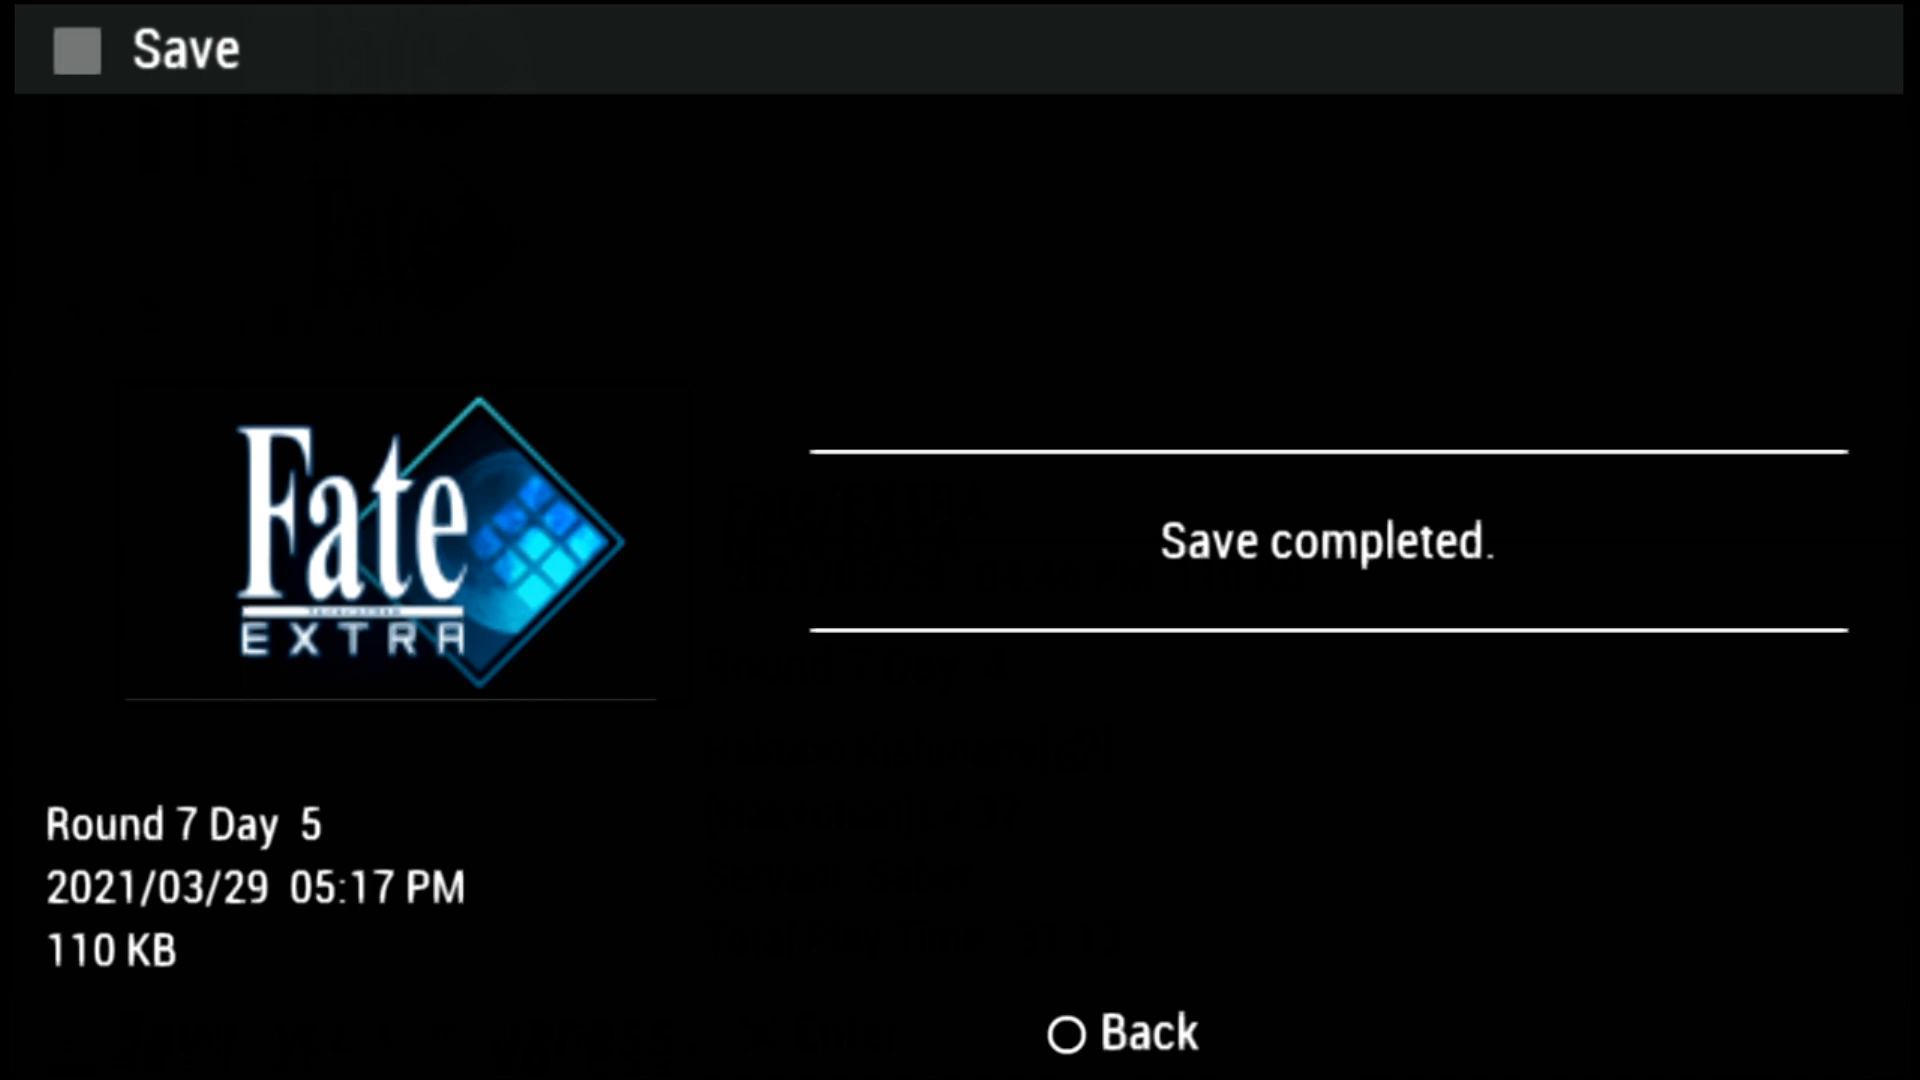 Save
Fate
EXTRA
Save completed.
Round 7 Day 5
2021/03/29 05:17 PM
110 KB
Back